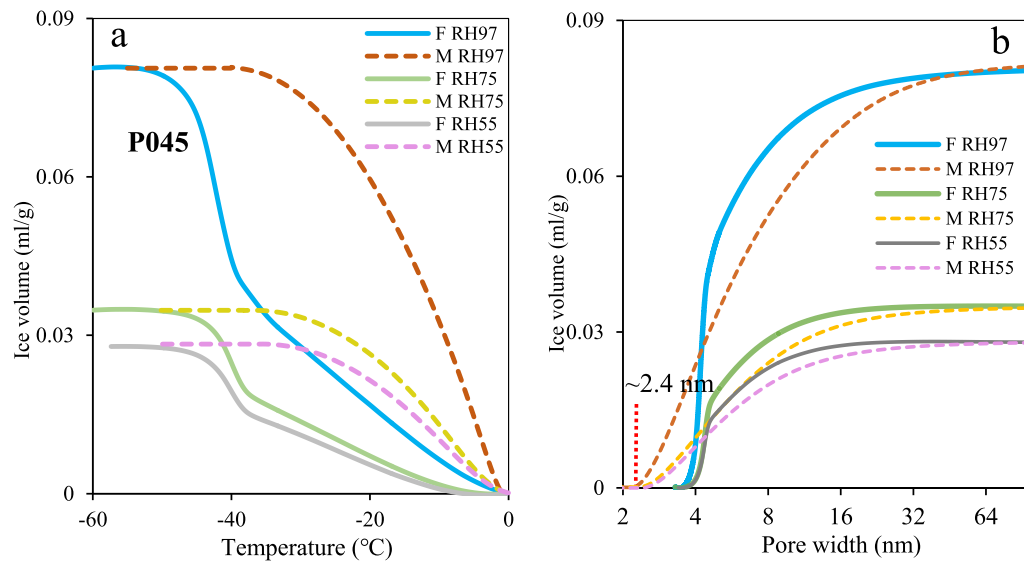 a
0.09
0.06
0.03
0
Ice volume (ml/g)
-60
-40
-20
0
Temperature (℃)
P045
F RH97
M RH97
F RH75
M RH75
F RH55
M RH55
b
0.09
0.06
0.03
0
Ice volume (ml/g)
2
4
8
16
32
64
Pore width (nm)
~2.4 nm
F RH97
M RH97
F RH75
M RH75
F RH55
M RH55